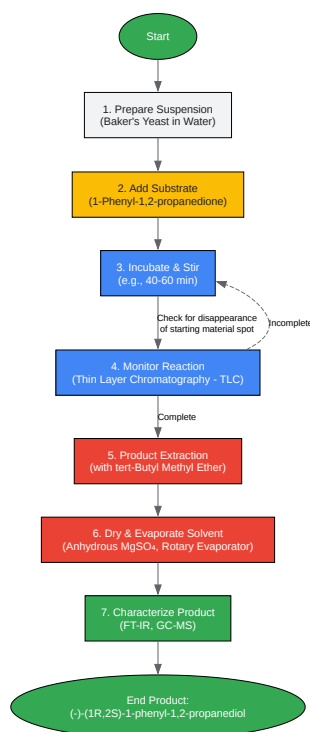 Start
1. Prepare Suspension
(Baker's Yeast in Water)
2. Add Substrate
(1-Phenyl-1,2-propanedione)
3. Incubate & Stir
(e.g., 40-60 min)
Check for disappearance
of starting material spot
Incomplete
4. Monitor Reaction
(Thin Layer Chromatography - TLC)
Complete
5. Product Extraction
(with tert-Butyl Methyl Ether)
6. Dry & Evaporate Solvent
(Anhydrous MgSO₄, Rotary Evaporator)
7. Characterize Product
(FT-IR, GC-MS)
End Product:
(-)-(1R,2S)-1-phenyl-1,2-propanediol